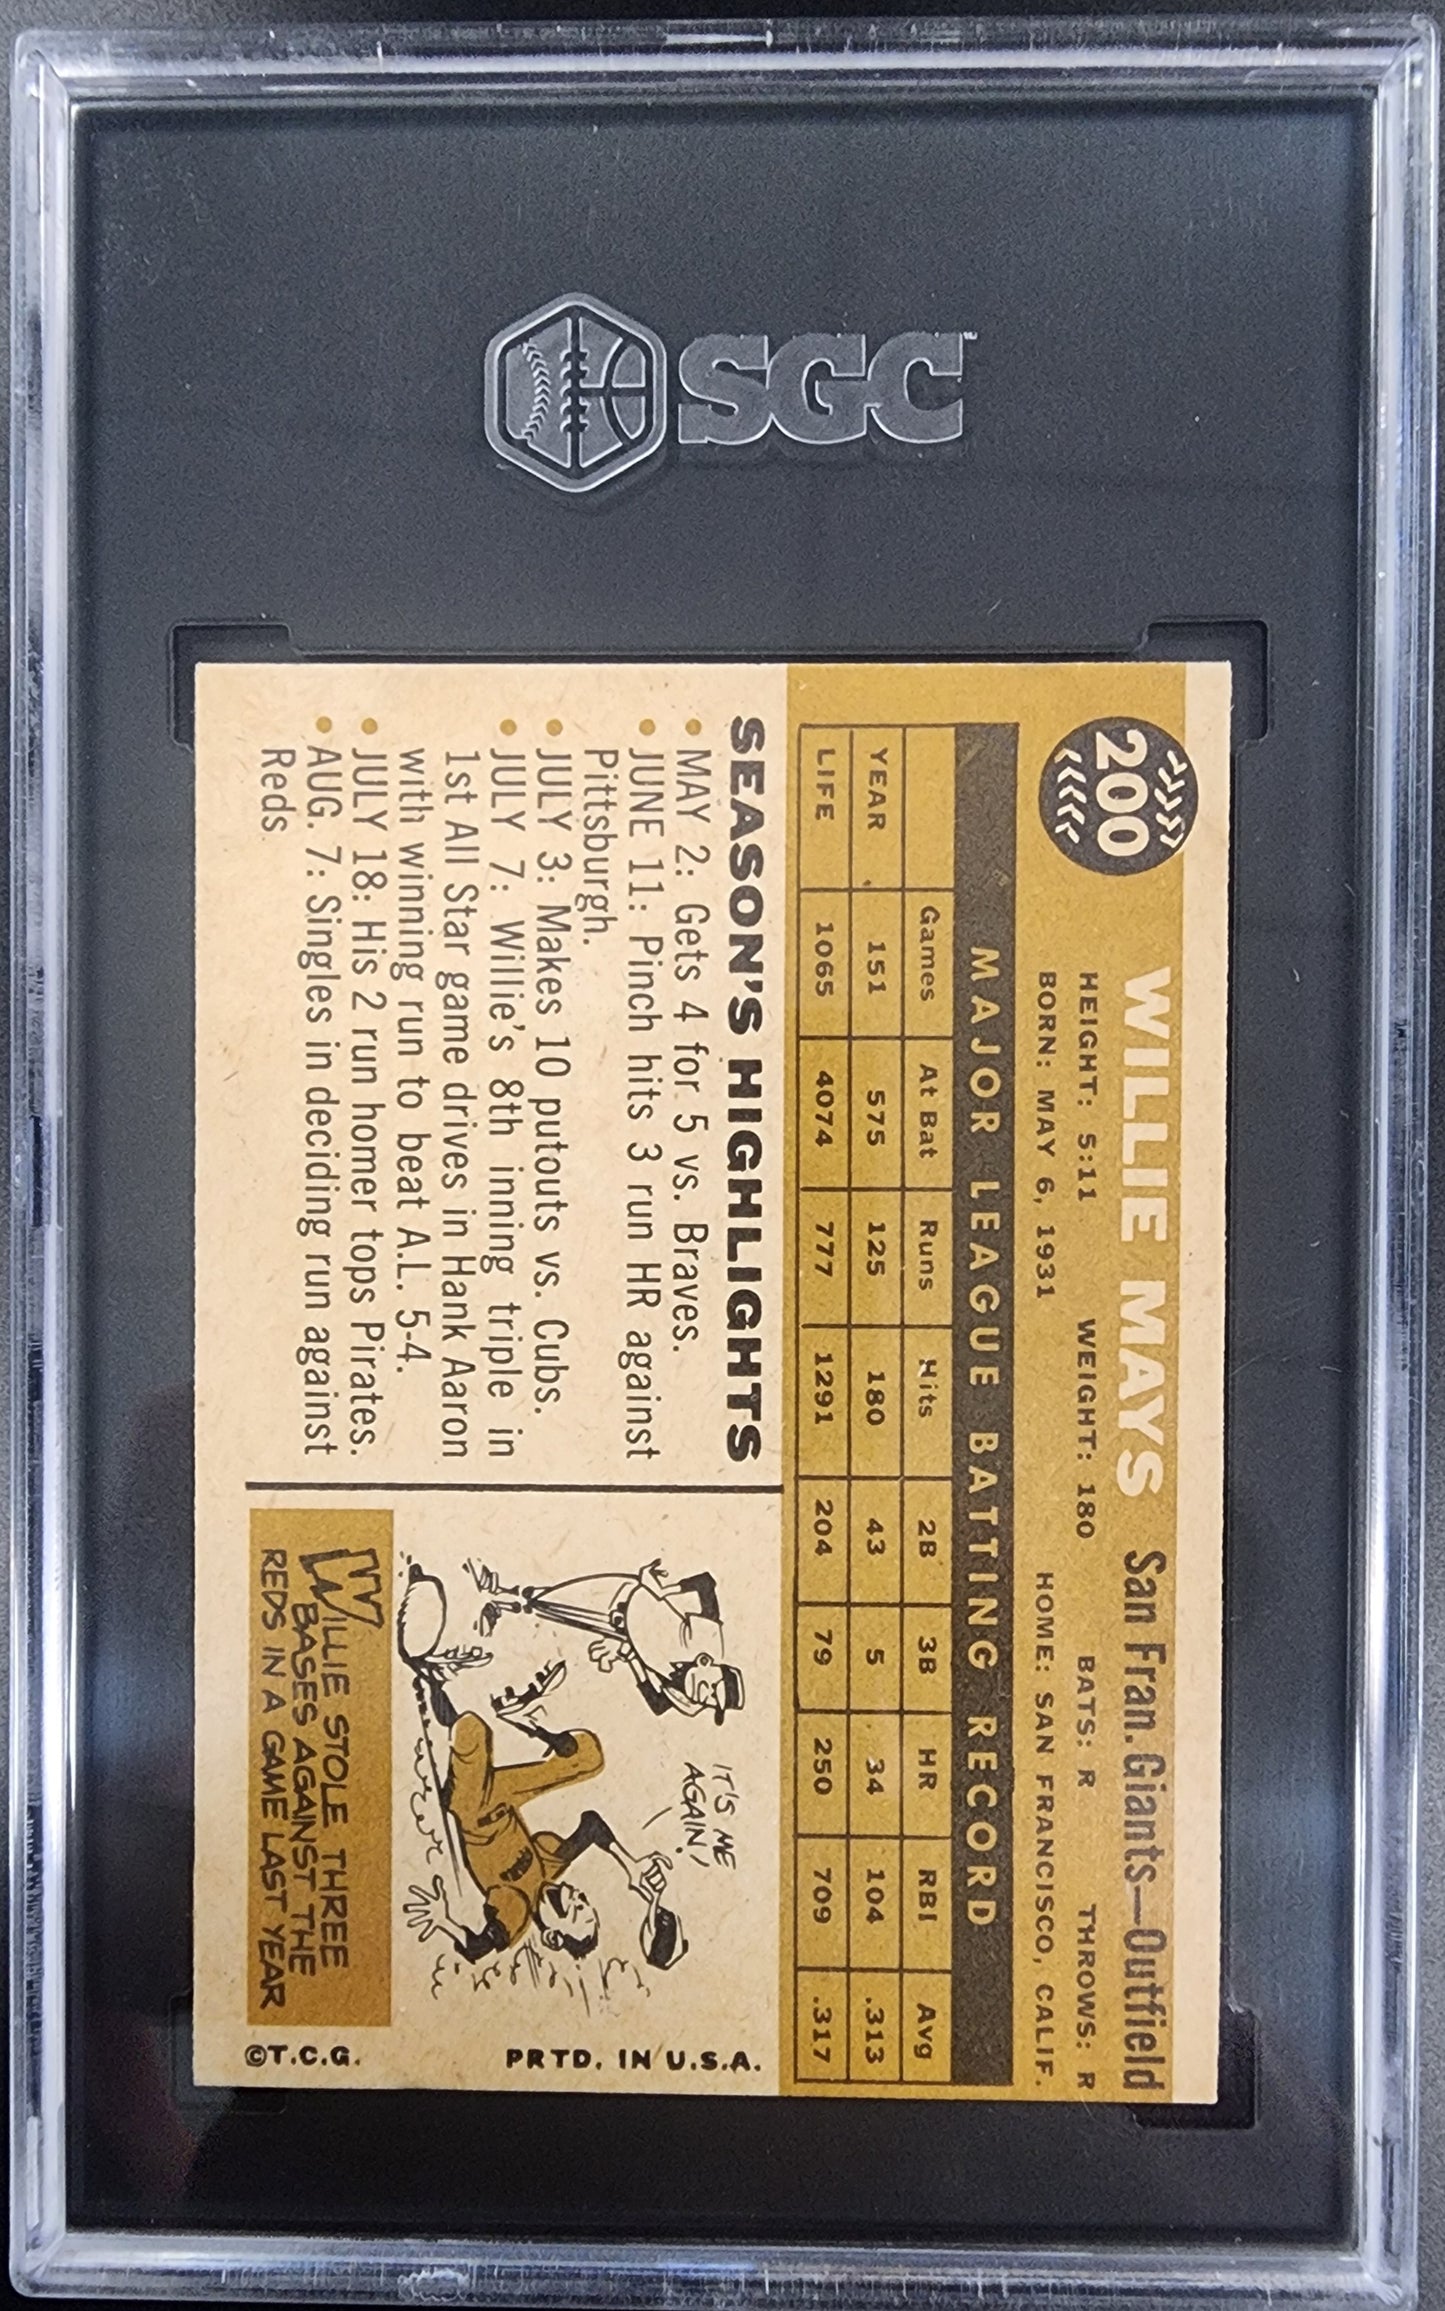 SGC
200
WILLIE MAYS San Fran. Giants—Outfield
HEIGHT: 5:11 WEIGHT: 180 BATS: R THROWS: R
BORN: MAY 6, 1931 HOME: SAN FRANCISCO, CALIF.
MAJOR LEAGUE BATTING RECORD
Games At Bat Runs Hits 2B 3B HR RBI Avg
YEAR 151 575 125 180 43 5 34 104 .313
LIFE 1065 4074 777 1291 204 79 250 709 .317
SEASON'S HIGHLIGHTS
• MAY 2: Gets 4 for 5 vs. Braves.
• JUNE 11: Pinch hits 3 run HR against
Pittsburgh.
• JULY 3: Makes 10 putouts vs. Cubs.
• JULY 7: Willie's 8th inning triple in
1st All Star game drives in Hank Aaron
with winning run to beat A.L. 5-4.
• JULY 18: His 2 run homer tops Pirates.
• AUG. 7: Singles in deciding run against
Reds
IT'S ME
AGAIN!
WILLIE STOLE THREE
BASES AGAINST THE
REDS IN A GAME LAST YEAR
©T.C.G.
PRTD. IN U.S.A.